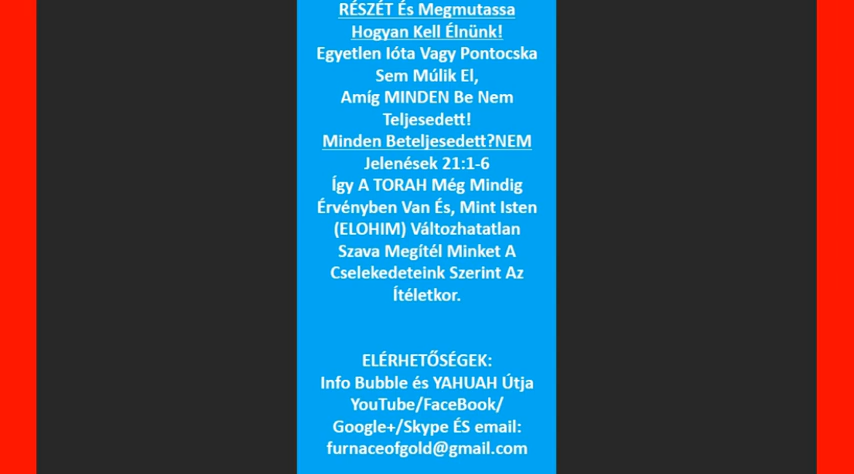 RÉSZÉT És Megmutassa
Hogyan Kell Élnünk!
Egyetlen Ióta Vagy Pontocska
Sem Múlik El,
Amíg MINDEN Be Nem
Teljesedett!
Minden Beteljesedett?NEM
Jelenések 21:1-6
Így A TORAH Még Mindig
Érvényben Van És, Mint Isten
(ELOHIM) Változhatatlan
Szava Megítél Minket A
Cselekedeteink Szerint Az
Ítéletkor.
ELÉRHETŐSÉGEK:
Info Bubble és YAHUAH Útja
YouTube/FaceBook/
Google+/Skype ÉS email:
furnaceofgold@gmail.com